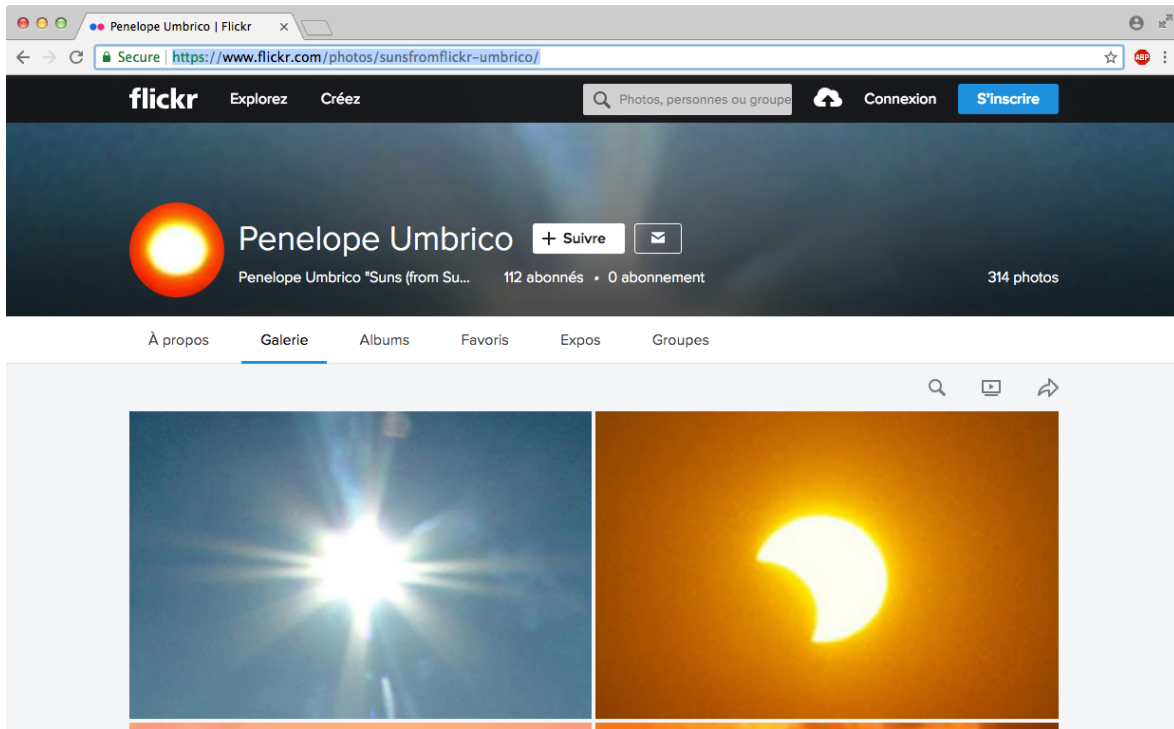 Penelope Umbrico | Flickr
Secure | https://www.flickr.com/photos/sunsfromflickr-umbrico/
ABP
flickr Explorez Créez Photos, personnes ou groupe Connexion S'inscrire
Penelope Umbrico + Suivre
Penelope Umbrico "Suns (from Su... 112 abonnés • 0 abonnement 314 photos
À propos Galerie Albums Favoris Expos Groupes